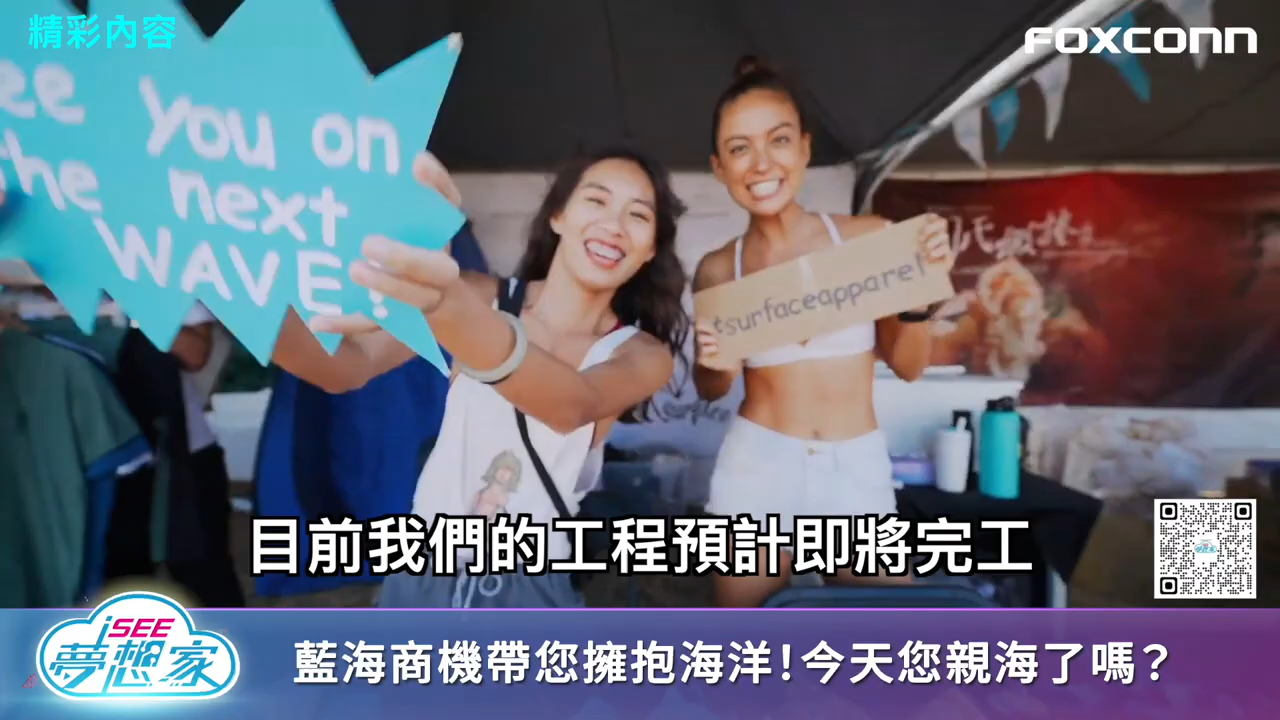 精彩內容
FOXCONN
ee you on
the next
WAVE!
surfaceapparel
目前我們的工程預計即將完工
iSEE
夢想家
藍海商機帶您擁抱海洋！今天您親海了嗎？